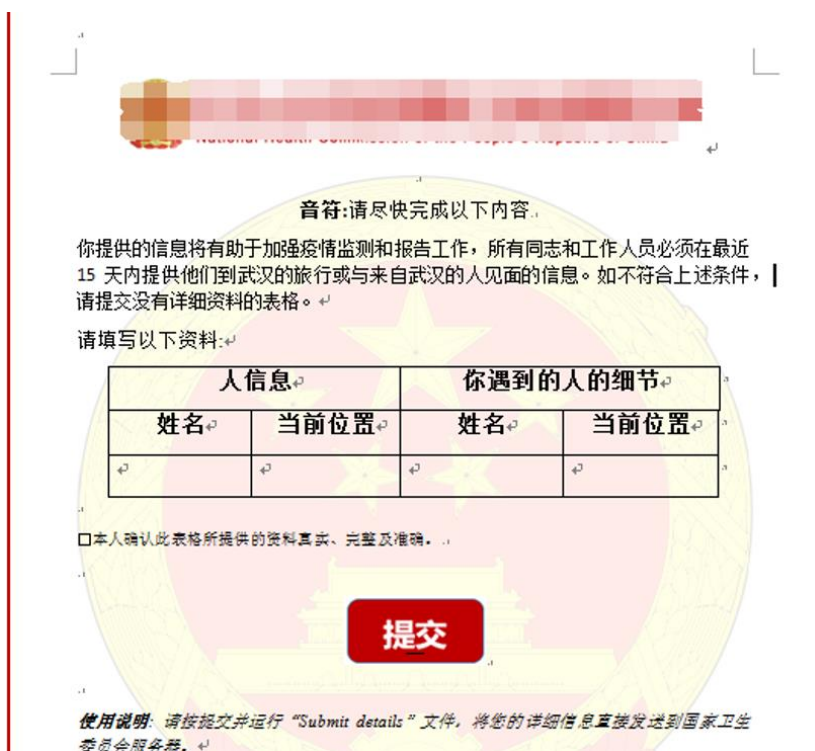 National Health Commission of the People's Republic of China
音符:请尽快完成以下内容
你提供的信息将有助于加强疫情监测和报告工作，所有同志和工作人员必须在最近
15 天内提供他们到武汉的旅行或与来自武汉的人见面的信息。如不符合上述条件，
请提交没有详细资料的表格。
请填写以下资料:
人信息 你遇到的人的细节
姓名 当前位置 姓名 当前位置
本人确认此表格所提供的资料真实、完整及准确。
提交
使用说明: 请按提交并运行 “Submit details” 文件，将您的详细信息直接发送到国家卫生
委员会服务器。